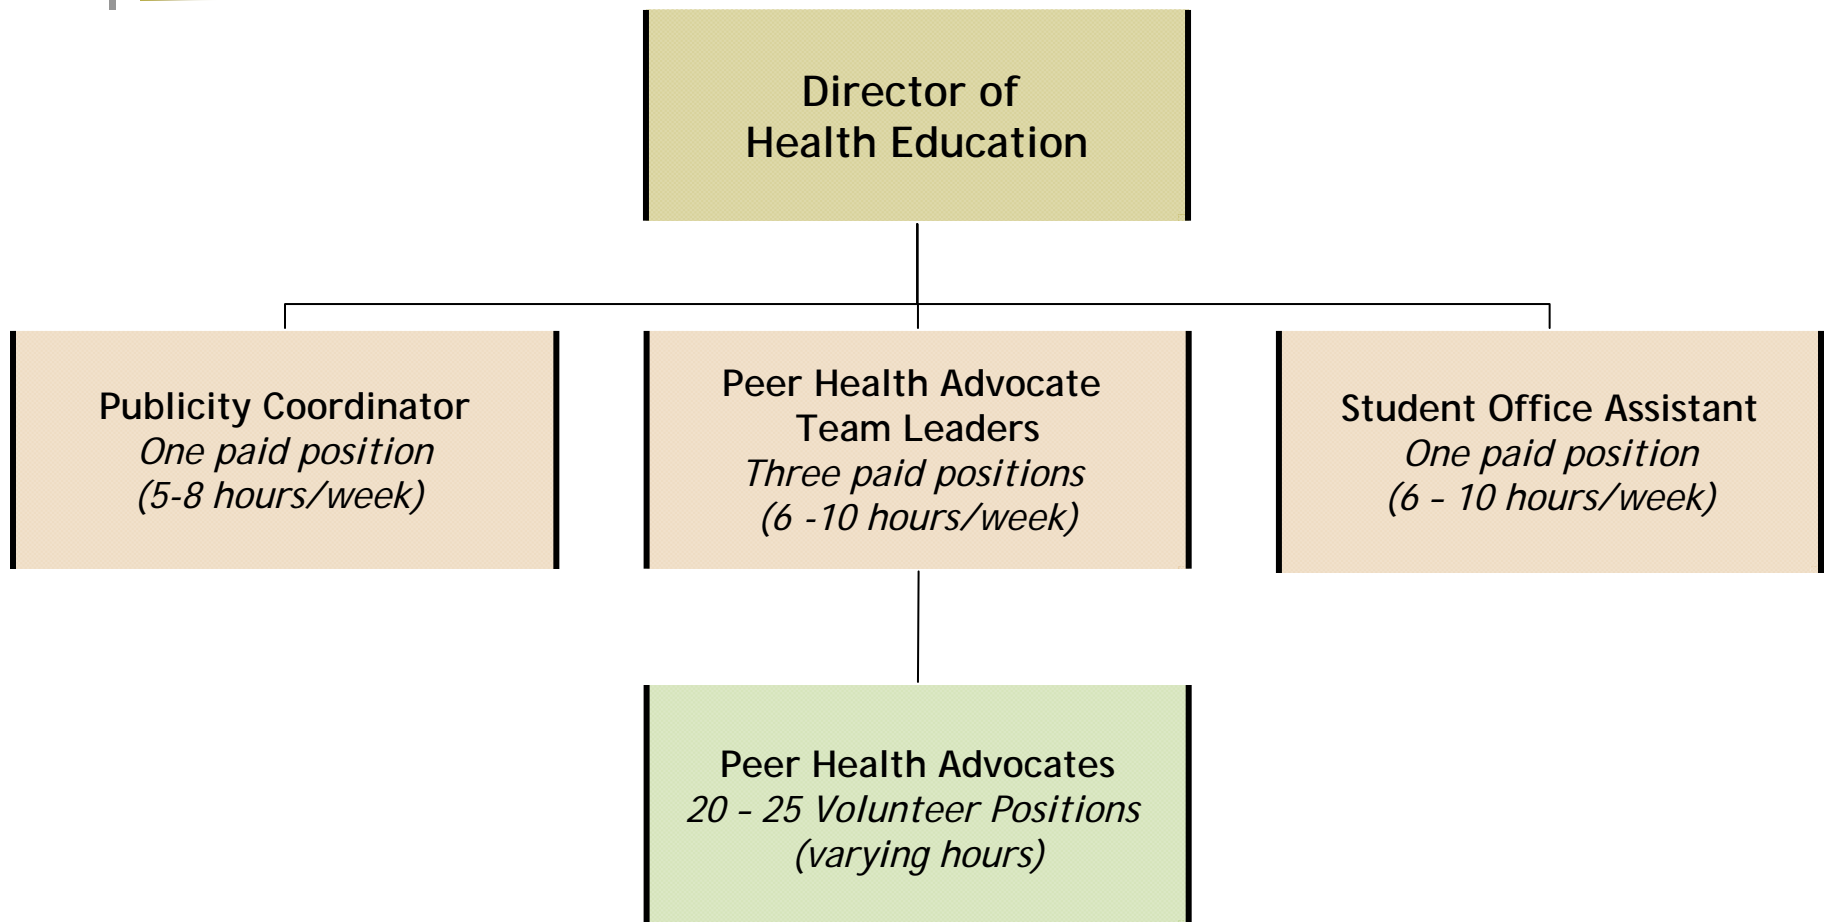 Director of
Health Education
Publicity Coordinator
One paid position
(5-8 hours/week)
Peer Health Advocate
Team Leaders
Three paid positions
(6 -10 hours/week)
Student Office Assistant
One paid position
(6 – 10 hours/week)
Peer Health Advocates
20 – 25 Volunteer Positions
(varying hours)